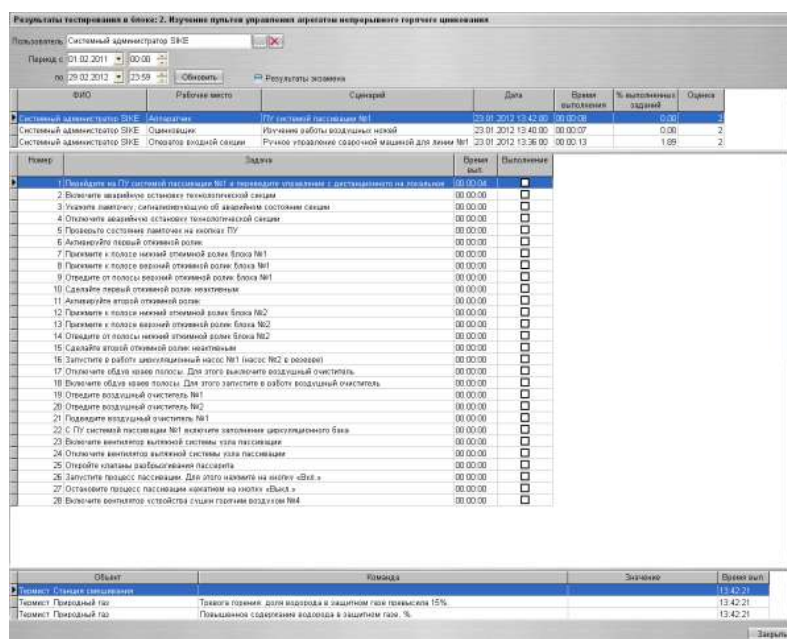 Результаты тестирования в блоке: 2. Изучение пультов управления агрегатом непрерывного горячего цинкования
Пользователь Системный администратор SIKE
Период с 01.02.2011 00:00
по 29.02.2012 23:59 Обновить Результаты экзамена
ФИО Рабочее место Сценарий Дата Время выполнения % выполненных заданий Оценка
Системный администратор SIKE Аппаратчик ПУ системой пассивации №1 23.01.2012 13:42:00 00:00:08 0,00 2
Системный администратор SIKE Оцинковщик Изучение работы воздушных ножей 23.01.2012 13:40:00 00:00:07 0,00 2
Системный администратор SIKE Оператор входной секции Ручное управление сварочной машиной для линии №1 23.01.2012 13:36:00 00:00:13 1,89 2
Номер Задача Время вып. Выполнение
1 Перейдите на ПУ системой пассивации №1 и переведите управление с дистанционного на локальное 00:00:04
2 Включите аварийную остановку технологической секции 00:00:00
3 Укажите лампочку, сигнализирующую об аварийном состоянии секции 00:00:00
4 Отключите аварийную остановку технологической секции 00:00:00
5 Проверьте состояние лампочек на кнопках ПУ 00:00:00
6 Активируйте первый отжимной ролик 00:00:00
7 Прижмите к полосе нижний отжимной ролик блока №1 00:00:00
8 Прижмите к полосе верхний отжимной ролик блока №1 00:00:00
9 Отведите от полосы верхний отжимной ролик блока №1 00:00:00
10 Сделайте первый отжимной ролик неактивным 00:00:00
11 Активируйте второй отжимной ролик 00:00:00
12 Прижмите к полосе нижний отжимной ролик блока №2 00:00:00
13 Прижмите к полосе верхний отжимной ролик блока №2 00:00:00
14 Отведите от полосы нижний отжимной ролик блока №2 00:00:00
15 Сделайте второй отжимной ролик неактивным 00:00:00
16 Запустите в работу циркуляционный насос №1 (насос №2 в резерве) 00:00:00
17 Отключите обдув краев полосы. Для этого выключите воздушный очиститель 00:00:00
18 Включите обдув краев полосы. Для этого запустите в работу воздушный очиститель 00:00:00
19 Отведите воздушный очиститель №1 00:00:00
20 Отведите воздушный очиститель №2 00:00:00
21 Подведите воздушный очиститель №1 00:00:00
22 С ПУ системой пассивации №1 включите заполнение циркуляционного бака 00:00:00
23 Включите вентилятор вытяжной системы узла пассивации 00:00:00
24 Отключите вентилятор вытяжной системы узла пассивации 00:00:00
25 Откройте клапаны разбрызгивания пассерита 00:00:00
26 Запустите процесс пассивации. Для этого нажмите на кнопку «Вкл.» 00:00:00
27 Остановите процесс пассивации нажатием на кнопку «Выкл.» 00:00:00
28 Включите вентилятор устройства сушки горячим воздухом №4 00:00:00
Объект Команда Значение Время вып.
Термист. Станция смешивания 13:42:21
Термист. Природный газ Тревога горения: доля водорода в защитном газе превысила 15%. 13:42:21
Термист. Природный газ Повышенное содержание водорода в защитном газе, %. 13:42:21
Закрыть